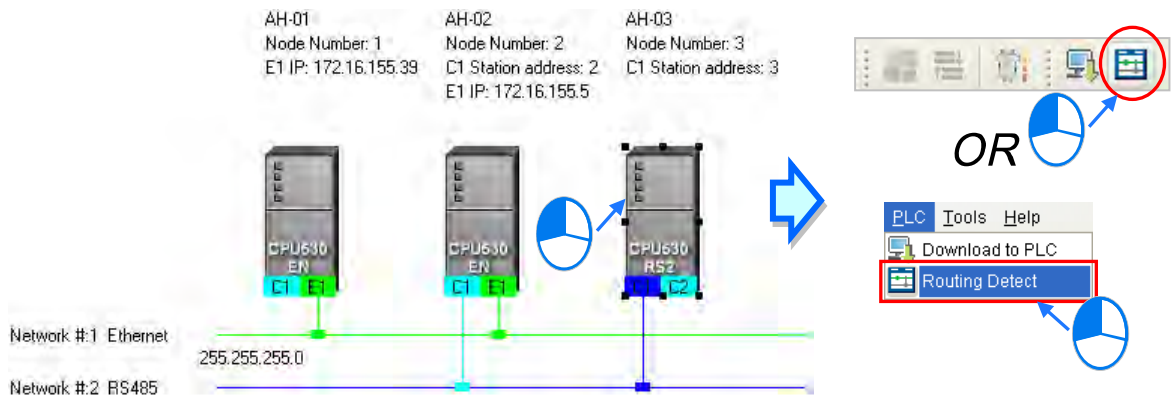 AH-01
Node Number: 1
E1 IP: 172.16.155.39
AH-02
Node Number: 2
C1 Station address: 2
E1 IP: 172.16.155.5
AH-03
Node Number: 3
C1 Station address: 3
CPU530
EN
C1 E1
CPU530
EN
C1 E1
CPU530
RS2
C1 C2
Network #:1 Ethernet
255.255.255.0
Network #:2 RS485
OR
PLC Tools Help
Download to PLC
Routing Detect